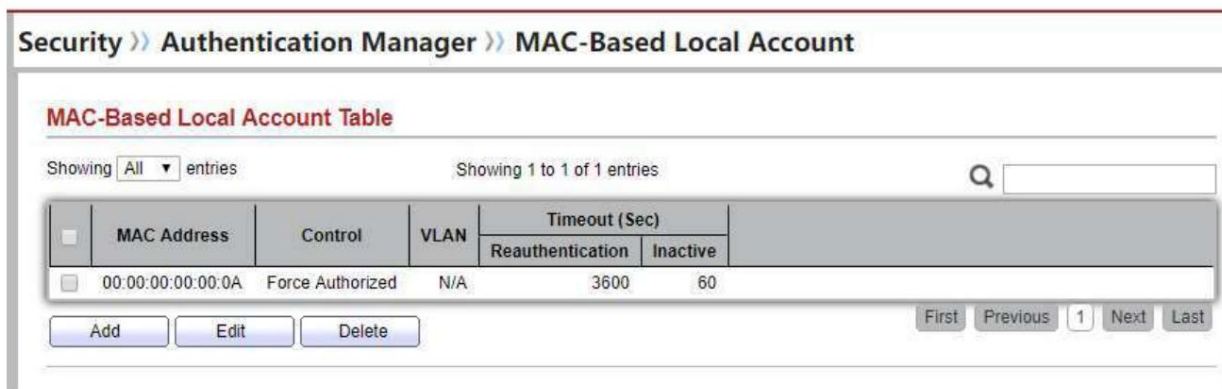 Security >> Authentication Manager >> MAC-Based Local Account
MAC-Based Local Account Table
Showing All ▼ entries Showing 1 to 1 of 1 entries
MAC Address Control VLAN Timeout (Sec)
Reauthentication Inactive
00:00:00:00:00:0A Force Authorized N/A 3600 60
Add Edit Delete First Previous 1 Next Last